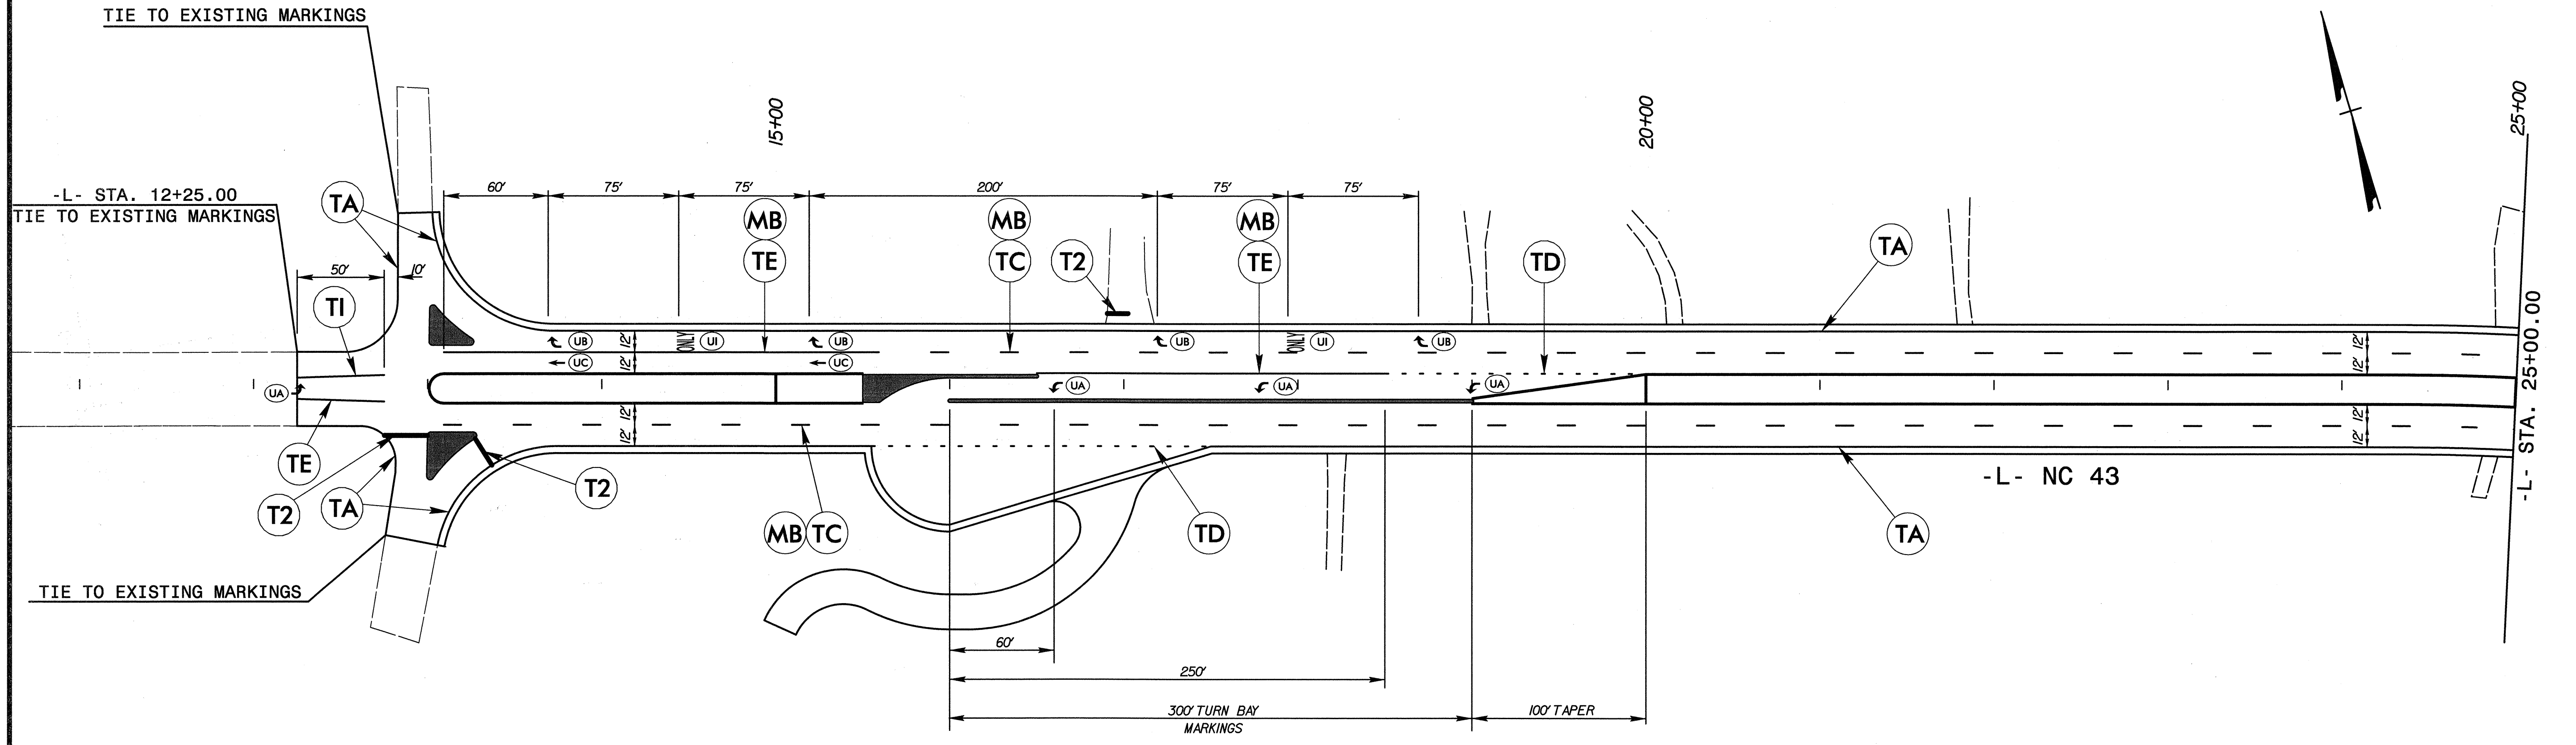 TIE TO EXISTING MARKINGS
15+00
20+00
25+00
-L- STA. 12+25.00
TIE TO EXISTING MARKINGS
TA
60'
75'
75'
200'
75'
75'
MB
TE
MB
TC
T2
MB
TE
TD
TA
50'
10'
TI
UB
12'
ONLY
UI
UB
UB
ONLY
UI
UB
12'
UC
12'
UC
12'
UA
UA
UA
UA
12'
12'
12'
TE
T2
TA
T2
MB
TC
TD
-L- NC 43
TA
-L- STA. 25+00.00
TIE TO EXISTING MARKINGS
60'
250'
300' TURN BAY
MARKINGS
100' TAPER